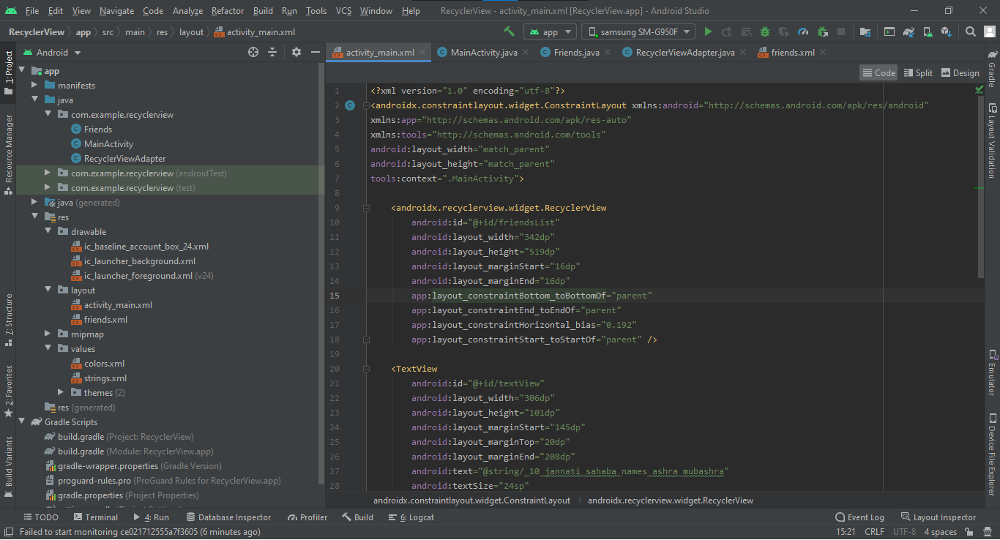 File Edit View Navigate Code Analyze Refactor Build Run Tools VCS Window Help RecyclerView - activity_main.xml [RecyclerView.app] - Android Studio
RecyclerView app src main res layout activity_main.xml app samsung SM-G950F
Android
activity_main.xml MainActivity.java Friends.java RecyclerViewAdapter.java friends.xml
Code Split Design
1: Project
Resource Manager
7: Structure
2: Favorites
Build Variants
app
manifests
java
com.example.recyclerview
Friends
MainActivity
RecyclerViewAdapter
com.example.recyclerview (androidTest)
com.example.recyclerview (test)
java (generated)
res
drawable
ic_baseline_account_box_24.xml
ic_launcher_background.xml
ic_launcher_foreground.xml (v24)
layout
activity_main.xml
friends.xml
mipmap
values
colors.xml
strings.xml
themes (2)
res (generated)
Gradle Scripts
build.gradle (Project: RecyclerView)
build.gradle (Module: RecyclerView.app)
gradle-wrapper.properties (Gradle Version)
proguard-rules.pro (ProGuard Rules for RecyclerView.app)
gradle.properties (Project Properties)
1 <?xml version="1.0" encoding="utf-8"?>
2 <androidx.constraintlayout.widget.ConstraintLayout xmlns:android="http://schemas.android.com/apk/res/android"
3 xmlns:app="http://schemas.android.com/apk/res-auto"
4 xmlns:tools="http://schemas.android.com/tools"
5 android:layout_width="match_parent"
6 android:layout_height="match_parent"
7 tools:context=".MainActivity">
8
9 <androidx.recyclerview.widget.RecyclerView
10 android:id="@+id/friendsList"
11 android:layout_width="342dp"
12 android:layout_height="519dp"
13 android:layout_marginStart="16dp"
14 android:layout_marginEnd="16dp"
15 app:layout_constraintBottom_toBottomOf="parent"
16 app:layout_constraintEnd_toEndOf="parent"
17 app:layout_constraintHorizontal_bias="0.192"
18 app:layout_constraintStart_toStartOf="parent" />
19
20 <TextView
21 android:id="@+id/textView"
22 android:layout_width="306dp"
23 android:layout_height="101dp"
24 android:layout_marginStart="145dp"
25 android:layout_marginTop="20dp"
26 android:layout_marginEnd="208dp"
27 android:text="@string/_10_jannati_sahaba_names_ashra_mubashra"
28 android:textSize="24sp"
androidx.constraintlayout.widget.ConstraintLayout androidx.recyclerview.widget.RecyclerView
Gradle
Layout Validation
Emulator
Device File Explorer
TODO Terminal 4: Run Database Inspector Profiler Build 6: Logcat Event Log Layout Inspector
Failed to start monitoring ce021712555a7f3605 (6 minutes ago) 15:21 CRLF UTF-8 4 spaces